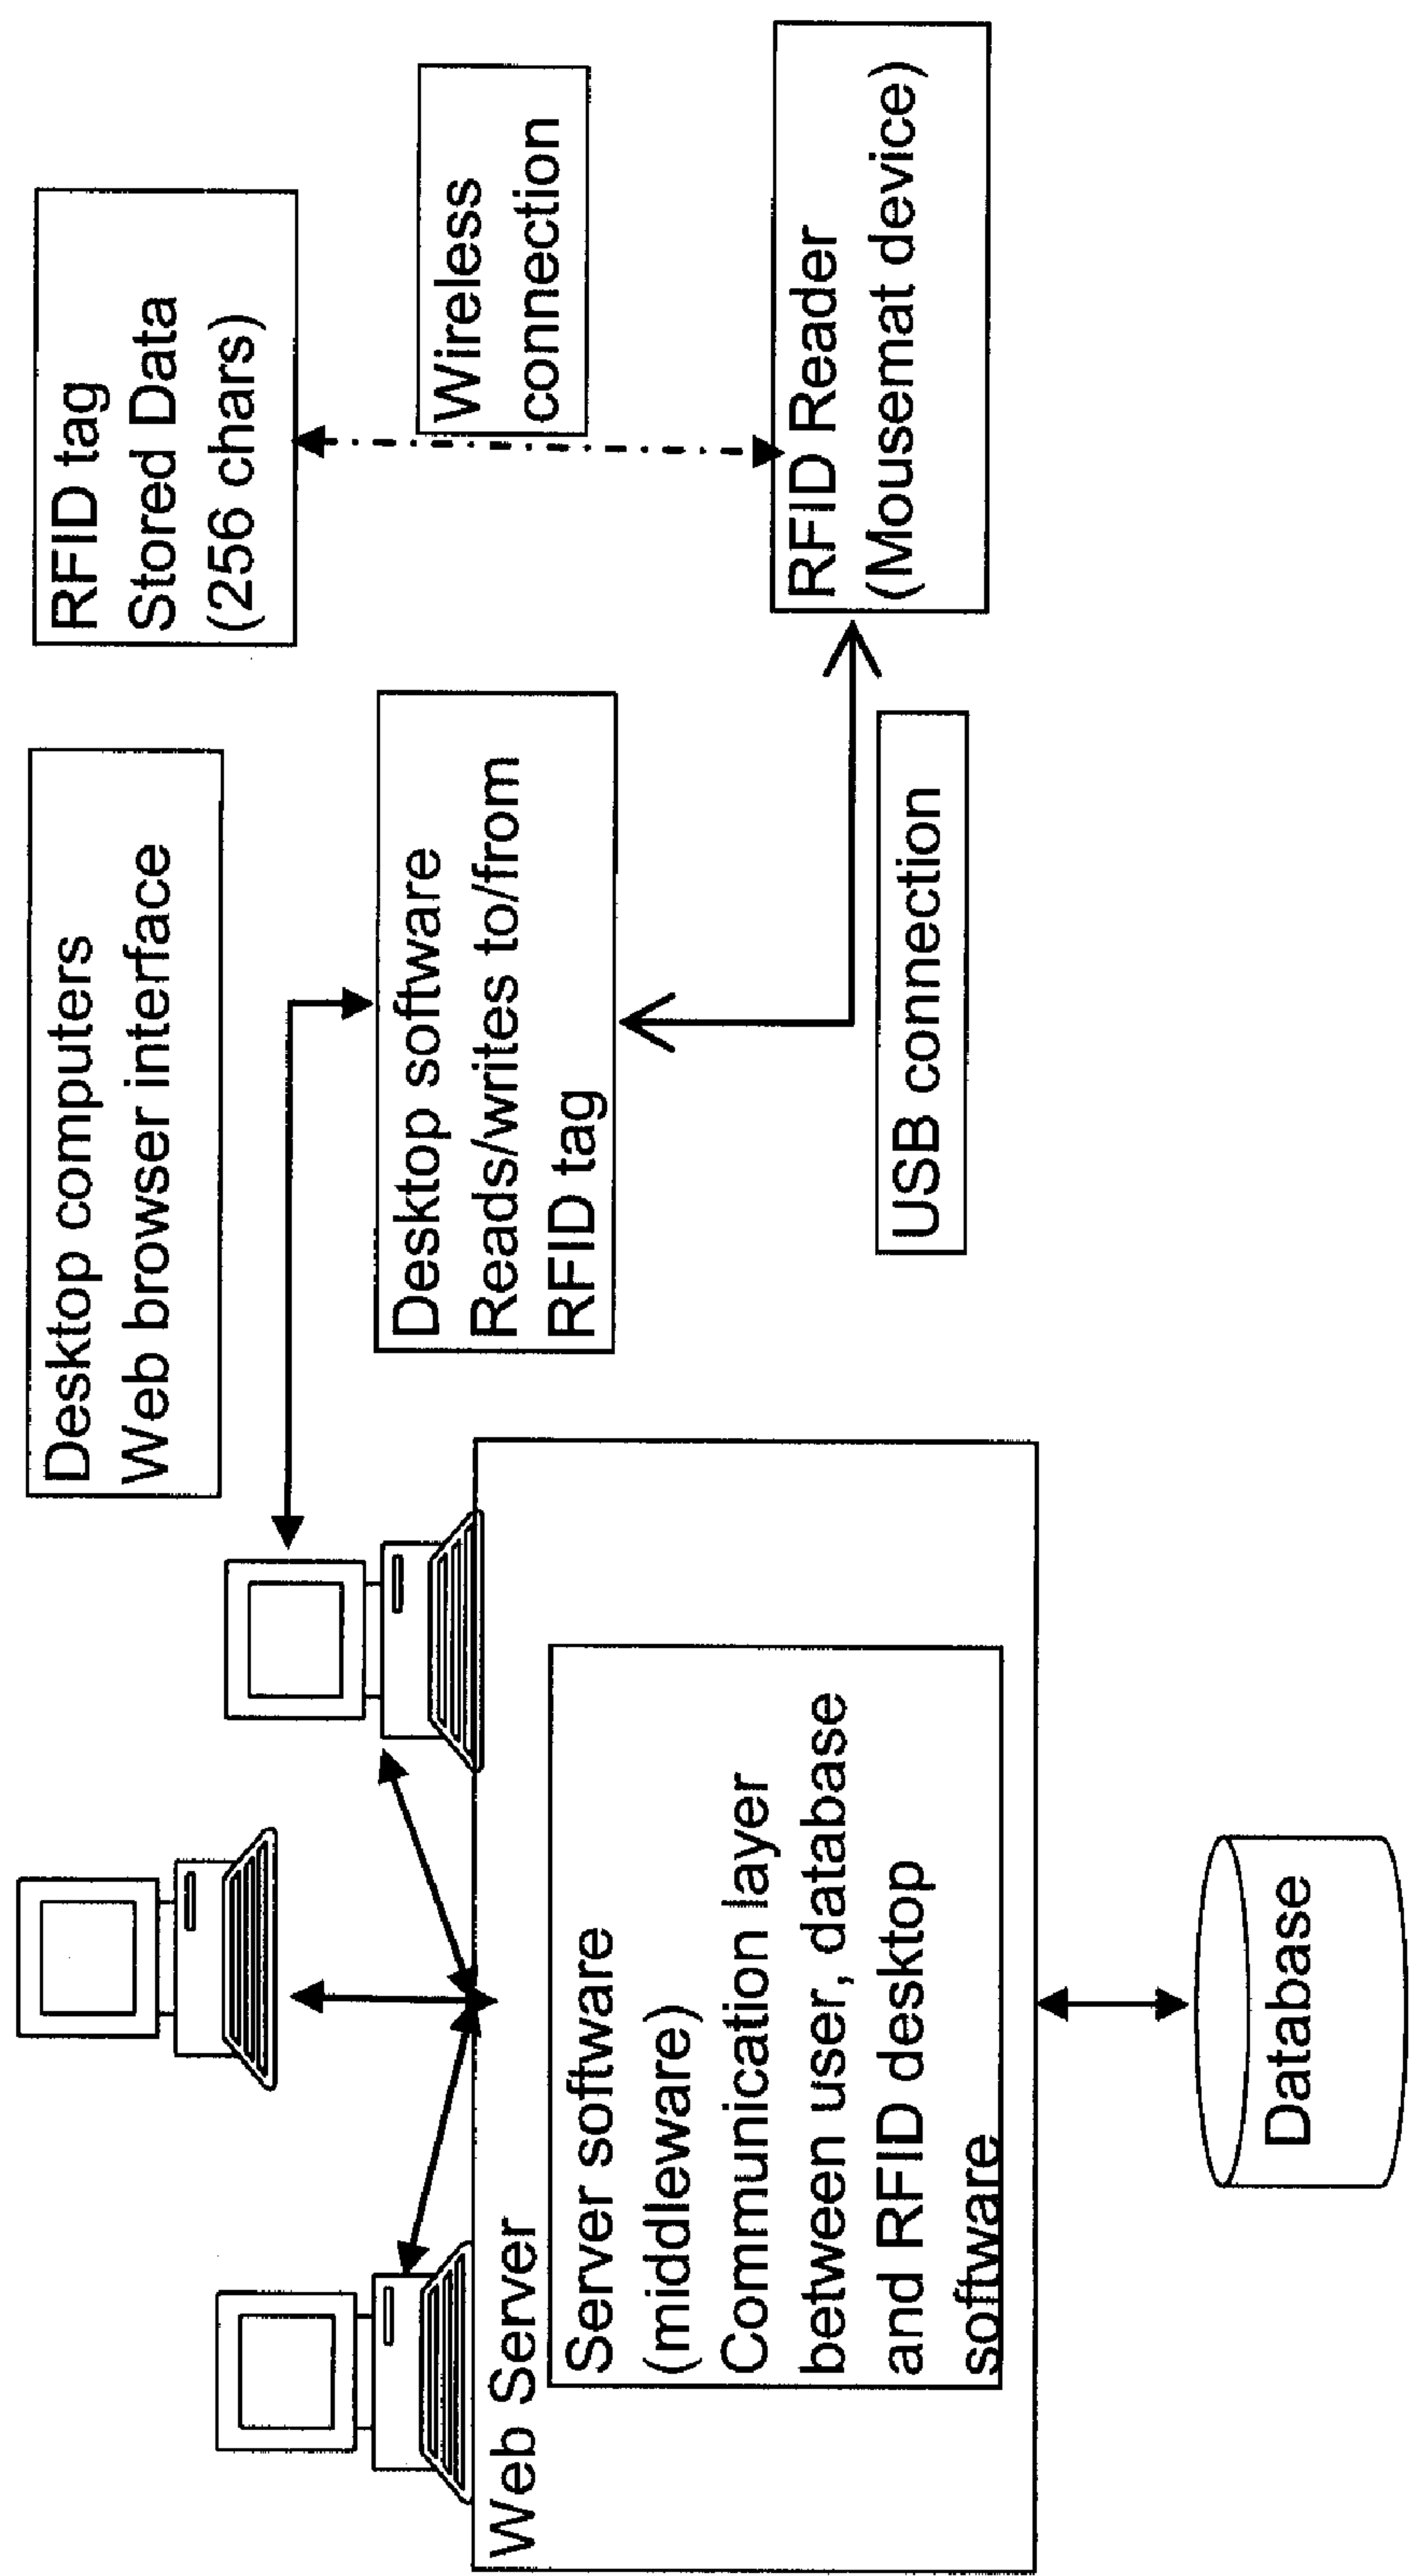 Desktop computers
Web browser interface
RFID tag
Stored Data
(256 chars)
Wireless
connection
Desktop software
Reads/writes to/from
RFID tag
Web Server
Server software
(middleware)
Communication layer
between user, database
and RFID desktop
software
RFID Reader
(Mousemat device)
USB connection
Database